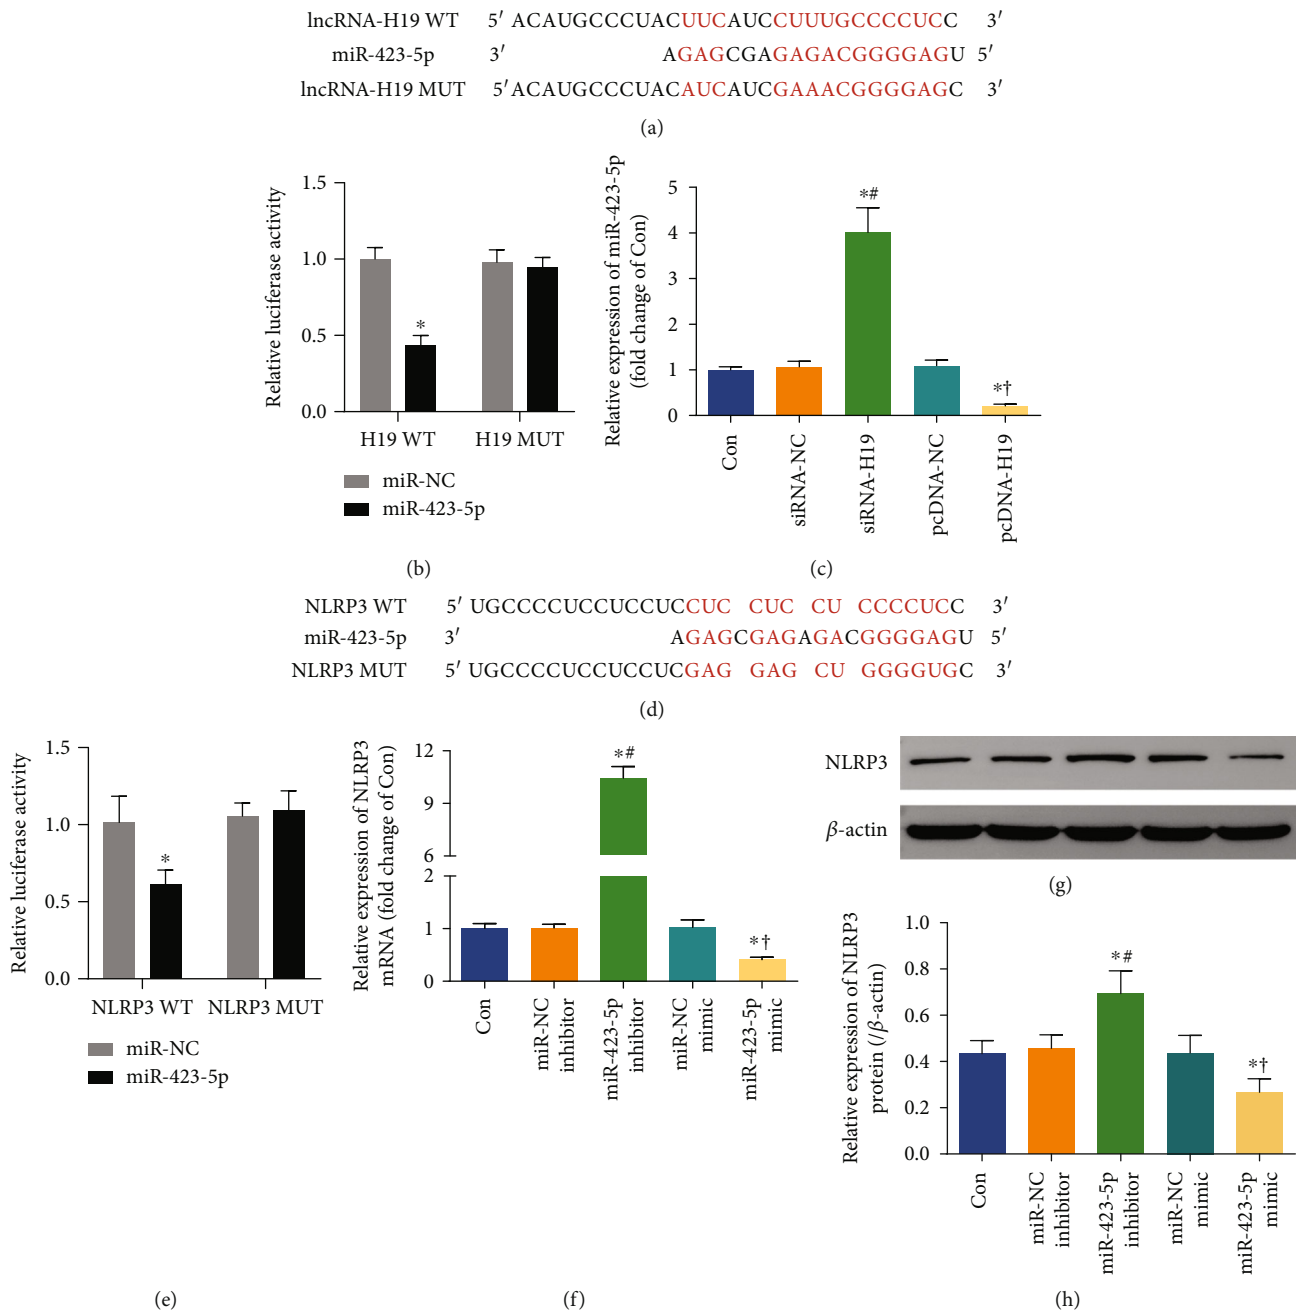 lncRNA-H19 WT 5′ ACAUGCCCUACUUCAUCCUUUGCCCCUCC 3′
miR-423-5p 3′ AGAGCGAGAGACGGGGAGU 5′
lncRNA-H19 MUT 5′ ACAUGCCCUACAUCAUCGAAACGGGGAGC 3′
(a)
Relative luciferase activity
1.5
1.0
0.5
0.0
*
H19 WT H19 MUT
miR-NC
miR-423-5p
(b)
Relative expression of miR-423-5p
(fold change of Con)
5
4
3
2
1
0
*#
*†
Con
siRNA-NC
siRNA-H19
pcDNA-NC
pcDNA-H19
(c)
NLRP3 WT 5′ UGCCCCUCCUCCUCCUC CUC CU CCCCUCC 3′
miR-423-5p 3′ AGAGCGAGAGACGGGGAGU 5′
NLRP3 MUT 5′ UGCCCCUCCUCCUCGAG GAG CU GGGGUGC 3′
(d)
Relative luciferase activity
1.5
1.0
0.5
0.0
*
NLRP3 WT NLRP3 MUT
miR-NC
miR-423-5p
(e)
Relative expression of NLRP3
mRNA (fold change of Con)
12
10
8
6
2
1
0
*#
*†
Con
miR-NC
inhibitor
miR-423-5p
inhibitor
miR-NC
mimic
miR-423-5p
mimic
(f)
NLRP3
β-actin
(g)
Relative expression of NLRP3
protein (/β-actin)
1.0
0.8
0.6
0.4
0.2
0.0
*#
*†
Con
miR-NC
inhibitor
miR-423-5p
inhibitor
miR-NC
mimic
miR-423-5p
mimic
(h)